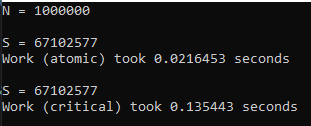 N = 1000000
S = 67102577
Work (atomic) took 0.0216453 seconds
S = 67102577
Work (critical) took 0.135443 seconds